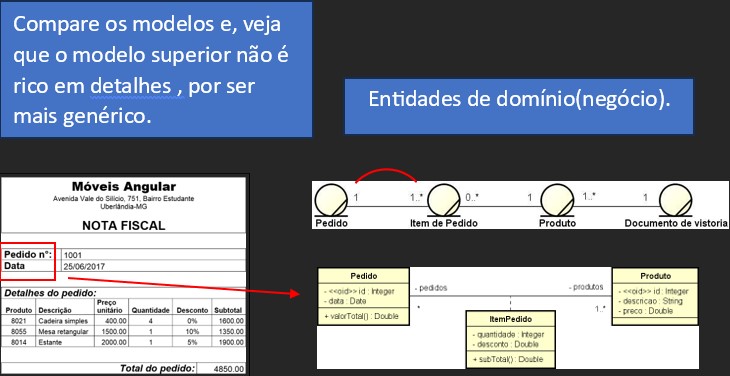 Compare os modelos e, veja
que o modelo superior não é
rico em detalhes , por ser
mais genérico.
Entidades de domínio(negócio).
Móveis Angular
Avenida Vale do Silício, 751, Bairro Estudante
Uberlândia-MG
NOTA FISCAL
Pedido n°: 1001
Data 25/06/2017
Detalhes do pedido:
Produto Descrição Preço unitário Quantidade Desconto Subtotal
8021 Cadeira simples 400.00 4 0% 1600.00
8055 Mesa retangular 1500.00 1 10% 1350.00
8014 Estante 2000.00 1 5% 1900.00
Total do pedido: 4850.00
1 1..* 0..* 1 1..* 1
Pedido Item de Pedido Produto Documento de vistoria
Pedido
- <<oid>> id : Integer
- data : Date
+ valorTotal() : Double
- pedidos
*
- produtos
1..*
Produto
- <<oid>> id : Integer
- descricao : String
- preco : Double
ItemPedido
- quantidade : Integer
- desconto : Double
+ subTotal() : Double